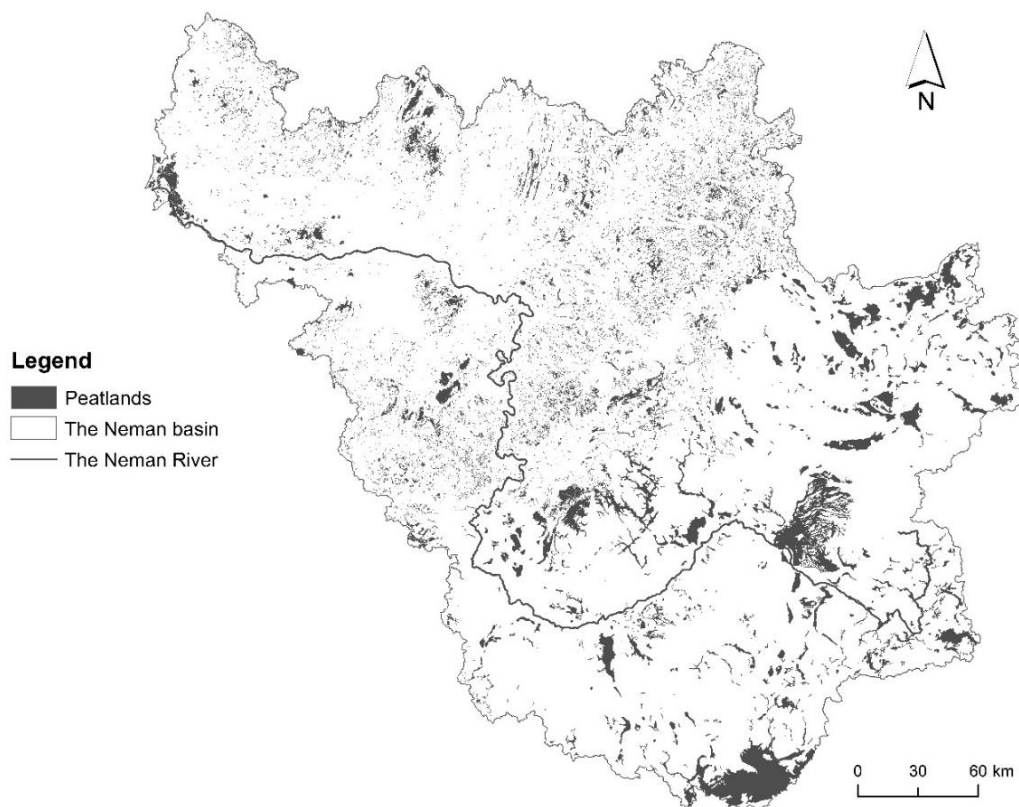 N
Legend
Peatlands
The Neman basin
The Neman River
0 30 60 km